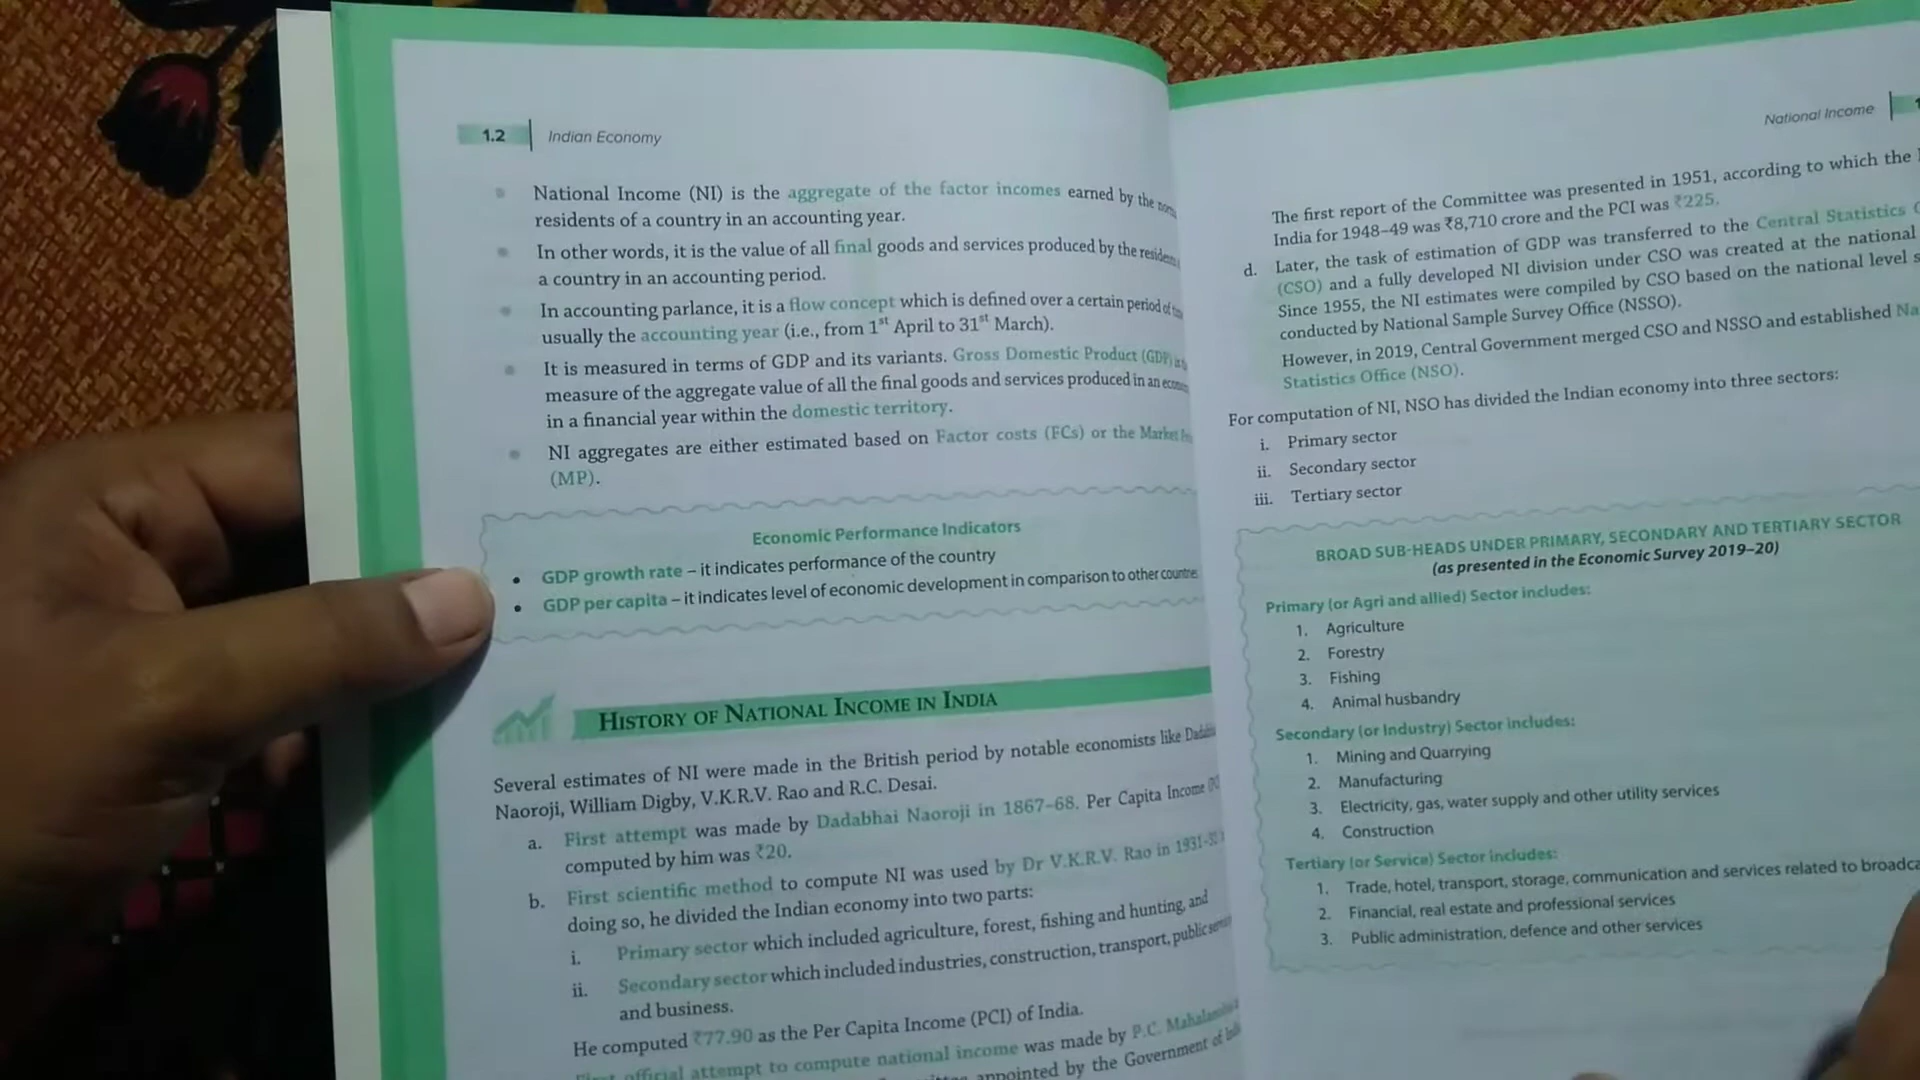 1.2 Indian Economy
National Income (NI) is the aggregate of the factor incomes earned by the
residents of a country in an accounting year.
In other words, it is the value of all final goods and services produced by the
a country in an accounting period.
In accounting parlance, it is a flow concept which is defined over a certain period of
usually the accounting year (i.e., from 1st April to 31st March).
It is measured in terms of GDP and its variants. Gross Domestic Product (GDP)
measure of the aggregate value of all the final goods and services produced in an
in a financial year within the domestic territory.
NI aggregates are either estimated based on Factor costs (FCs) or the Market
(MP).
Economic Performance Indicators
• GDP growth rate – it indicates performance of the country
• GDP per capita – it indicates level of economic development in comparison to other countries
HISTORY OF NATIONAL INCOME IN INDIA
Several estimates of NI were made in the British period by notable economists like
Naoroji, William Digby, V.K.R.V. Rao and R.C. Desai.
a. First attempt was made by Dadabhai Naoroji in 1867–68. Per Capita Income
computed by him was ₹20.
b. First scientific method to compute NI was used by Dr V.K.R.V. Rao in
doing so, he divided the Indian economy into two parts:
i. Primary sector which included agriculture, forest, fishing and hunting, and
ii. Secondary sector which included industries, construction, transport, public
and business.
He computed ₹77.90 as the Per Capita Income (PCI) of India.
First official attempt to compute national income was made by P.C.
appointed by the Government of
National Income
The first report of the Committee was presented in 1951, according to which the
India for 1948–49 was ₹8,710 crore and the PCI was ₹225.
d. Later, the task of estimation of GDP was transferred to the Central Statistics
(CSO) and a fully developed NI division under CSO was created at the national
Since 1955, the NI estimates were compiled by CSO based on the national level
conducted by National Sample Survey Office (NSSO).
However, in 2019, Central Government merged CSO and NSSO and established
Statistics Office (NSO).
For computation of NI, NSO has divided the Indian economy into three sectors:
i. Primary sector
ii. Secondary sector
iii. Tertiary sector
BROAD SUB-HEADS UNDER PRIMARY, SECONDARY AND TERTIARY SECTOR
(as presented in the Economic Survey 2019–20)
Primary (or Agri and allied) Sector includes:
1. Agriculture
2. Forestry
3. Fishing
4. Animal husbandry
Secondary (or Industry) Sector includes:
1. Mining and Quarrying
2. Manufacturing
3. Electricity, gas, water supply and other utility services
4. Construction
Tertiary (or Service) Sector includes:
1. Trade, hotel, transport, storage, communication and services related to
2. Financial, real estate and professional services
3. Public administration, defence and other services